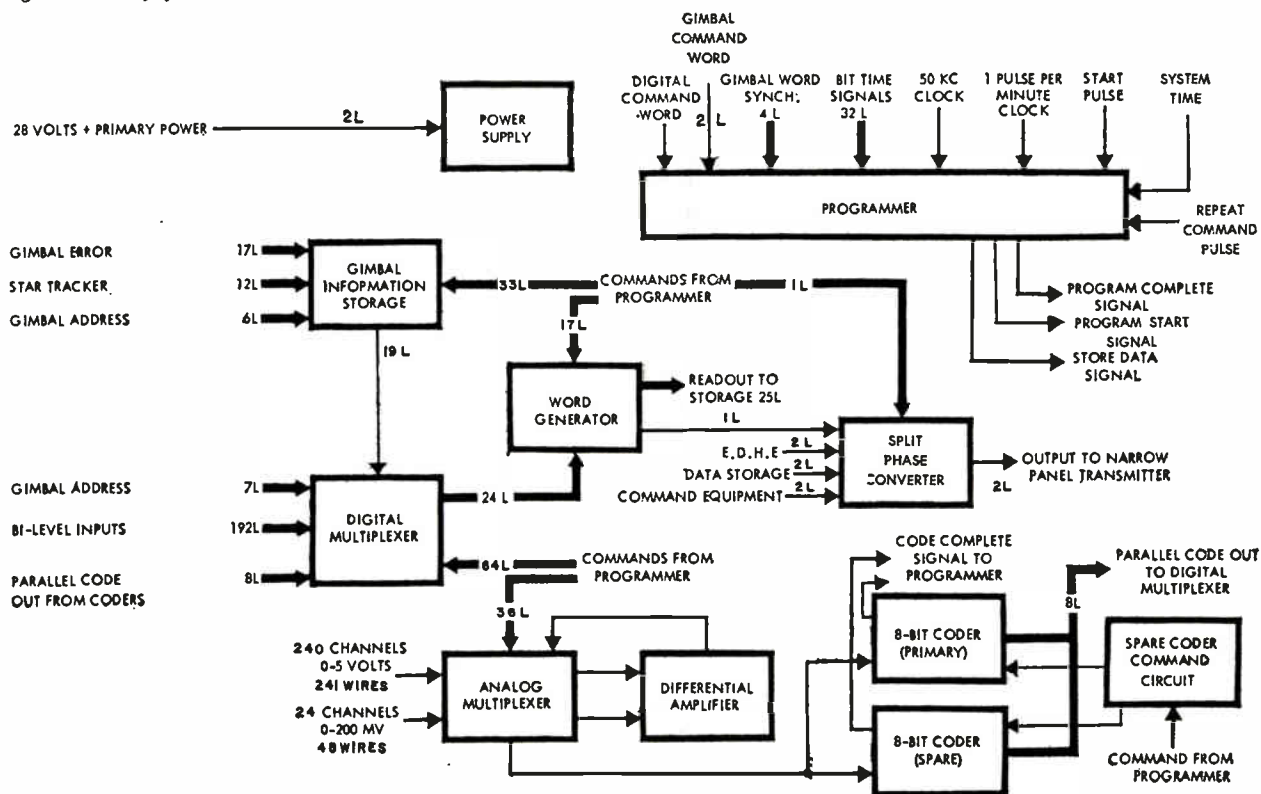 GIMBAL
COMMAND
WORD
DIGITAL
COMMAND
WORD
2 L
GIMBAL WORD
SYNCH:
4 L
BIT TIME
SIGNALS
32 L
50 KC
CLOCK
1 PULSE PER
MINUTE
CLOCK
START
PULSE
SYSTEM
TIME
28 VOLTS + PRIMARY POWER
2L
POWER
SUPPLY
PROGRAMMER
REPEAT
COMMAND
PULSE
PROGRAM COMPLETE
SIGNAL
PROGRAM START
SIGNAL
STORE DATA
SIGNAL
GIMBAL ERROR
17L
STAR TRACKER
12L
GIMBAL ADDRESS
6L
GIMBAL
INFORMATION
STORAGE
33L
COMMANDS FROM
PROGRAMMER
1L
17L
19 L
WORD
GENERATOR
READOUT TO
STORAGE 25L
1L
E.D.H.E
2 L
DATA STORAGE
2L
COMMAND EQUIPMENT
2L
SPLIT
PHASE
CONVERTER
OUTPUT TO NARROW
PANEL TRANSMITTER
2L
GIMBAL ADDRESS
7L
BI-LEVEL INPUTS
192L
PARALLEL CODE
OUT FROM CODERS
8L
DIGITAL
MULTIPLEXER
24 L
64L
COMMANDS FROM
PROGRAMMER
36 L
CODE COMPLETE
SIGNAL TO
PROGRAMMER
PARALLEL CODE OUT
TO DIGITAL
MULTIPLEXER
8L
240 CHANNELS
0-5 VOLTS
241 WIRES
24 CHANNELS
0-200 MV
48 WIRES
ANALOG
MULTIPLEXER
DIFFERENTIAL
AMPLIFIER
8-BIT CODER
(PRIMARY)
8-BIT CODER
(SPARE)
SPARE CODER
COMMAND
CIRCUIT
COMMAND FROM
PROGRAMMER